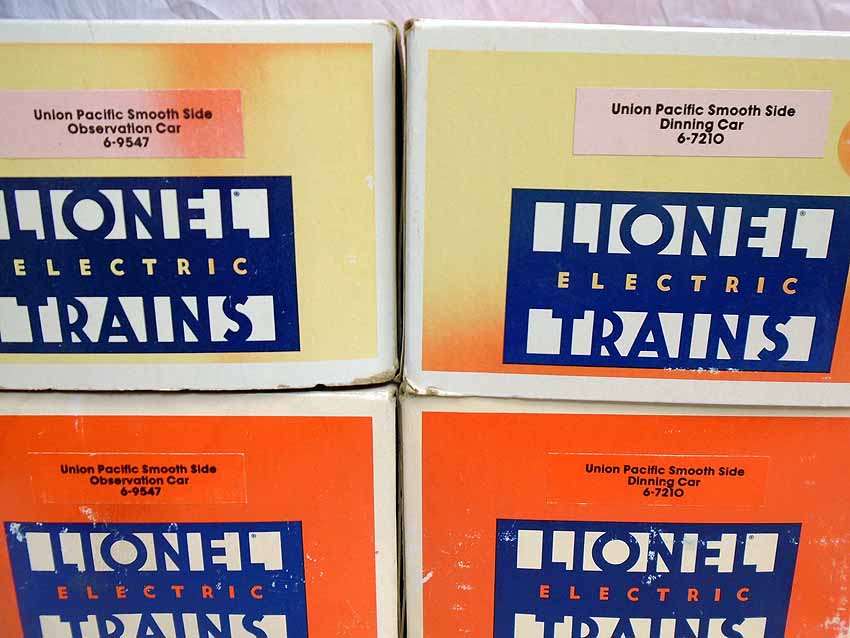 Union Pacific Smooth Side
Observation Car
6-9547
LIONEL®
ELECTRIC
TRAINS
Union Pacific Smooth Side
Dinning Car
6-7210
LIONEL®
ELECTRIC
TRAINS
Union Pacific Smooth Side
Observation Car
6-9547
LIONEL®
ELECTRIC
TRAINS
Union Pacific Smooth Side
Dinning Car
6-7210
LIONEL®
ELECTRIC
TRAINS